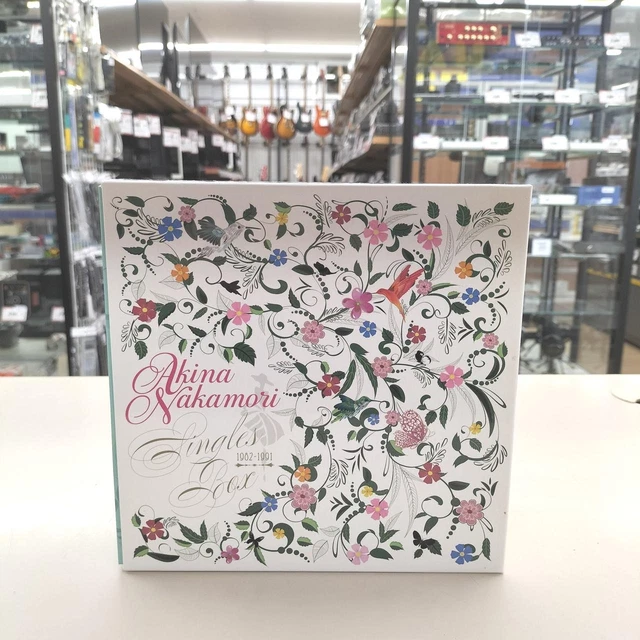 Akina
Nakamori
Singles
1982-1991
Box